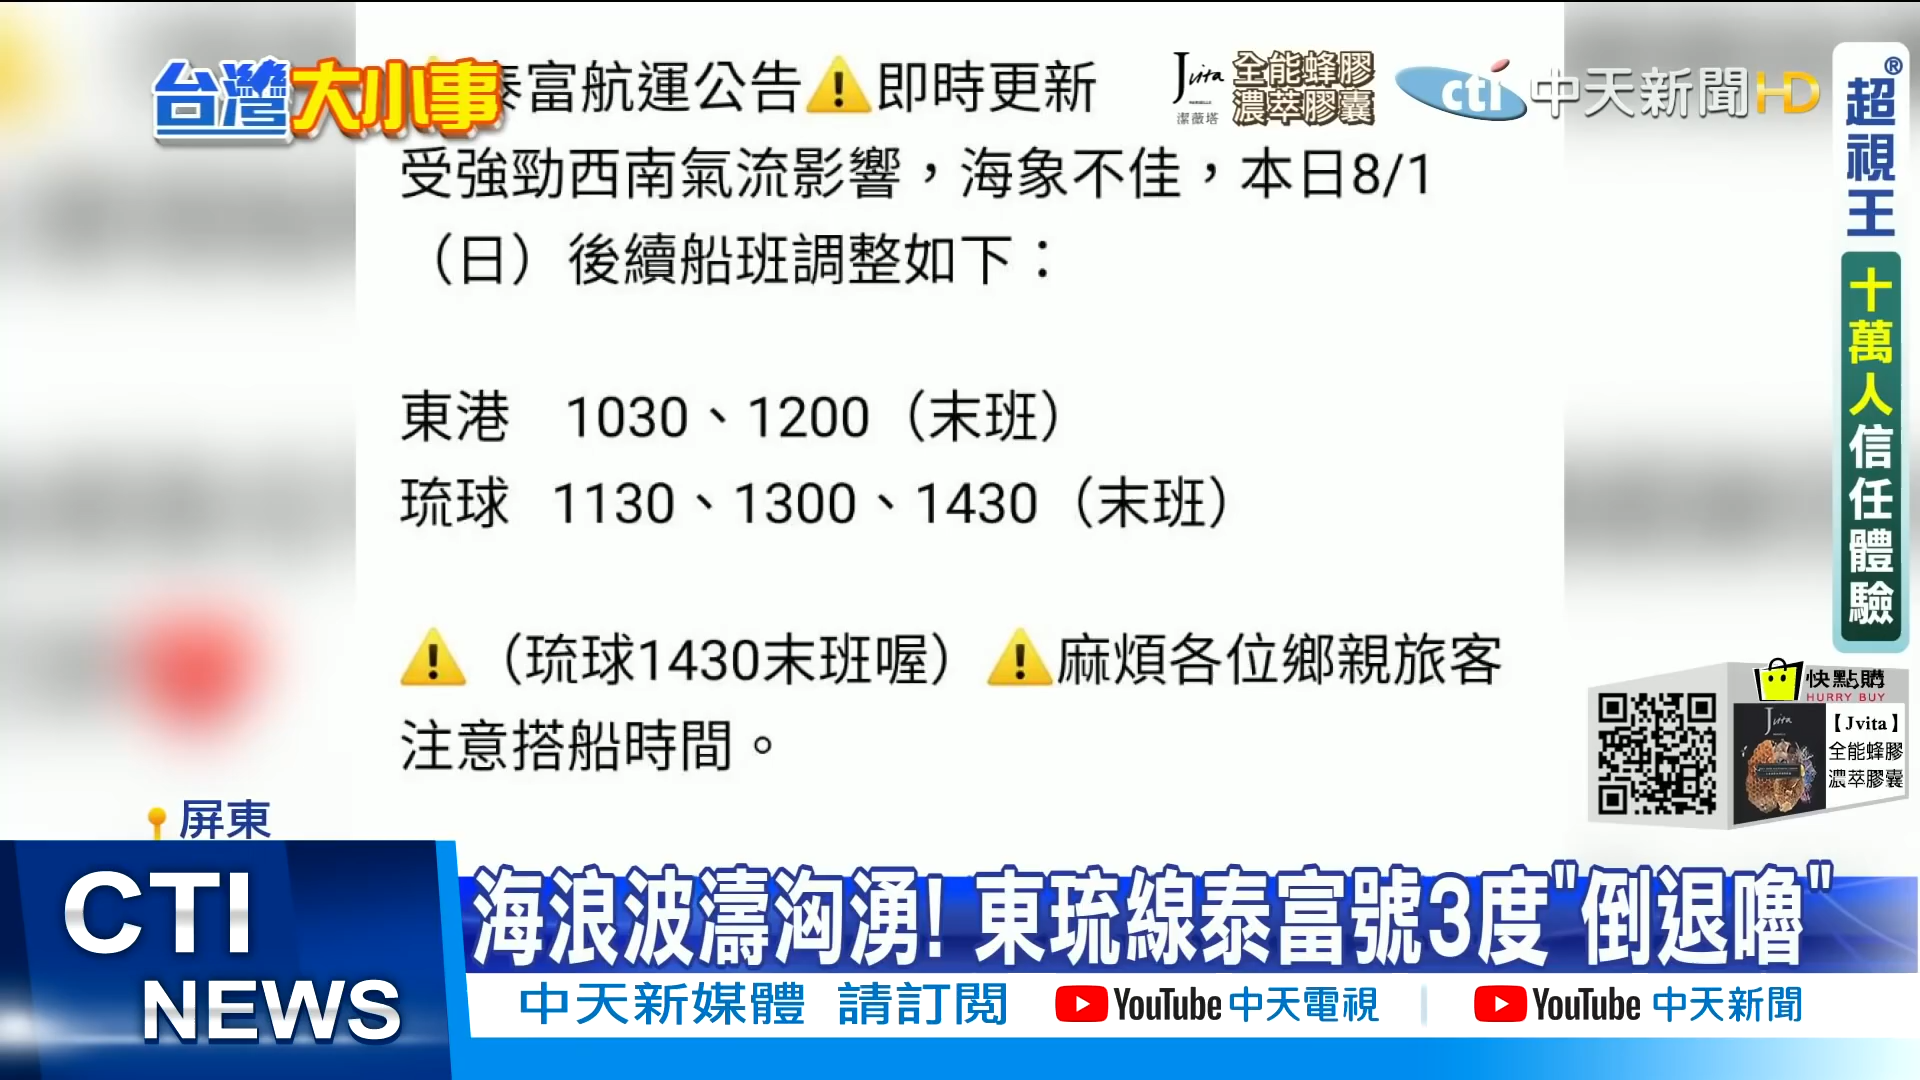 台灣大小事
泰富航運公告⚠️即時更新
Jvita
潔薇塔
全能蜂膠
濃萃膠囊
cti 中天新聞HD
受強勁西南氣流影響，海象不佳，本日8/1
（日）後續船班調整如下：
東港 1030、1200（末班）
琉球 1130、1300、1430（末班）
⚠️（琉球1430末班喔）⚠️麻煩各位鄉親旅客
注意搭船時間。
超視王®
十萬人信任體驗
快點購
HURRY BUY
Jvita
【Jvita】
全能蜂膠
濃萃膠囊
屏東
CTI
NEWS
海浪波濤洶湧! 東琉線泰富號3度"倒退嚕"
中天新媒體 請訂閱 YouTube 中天電視 | YouTube 中天新聞